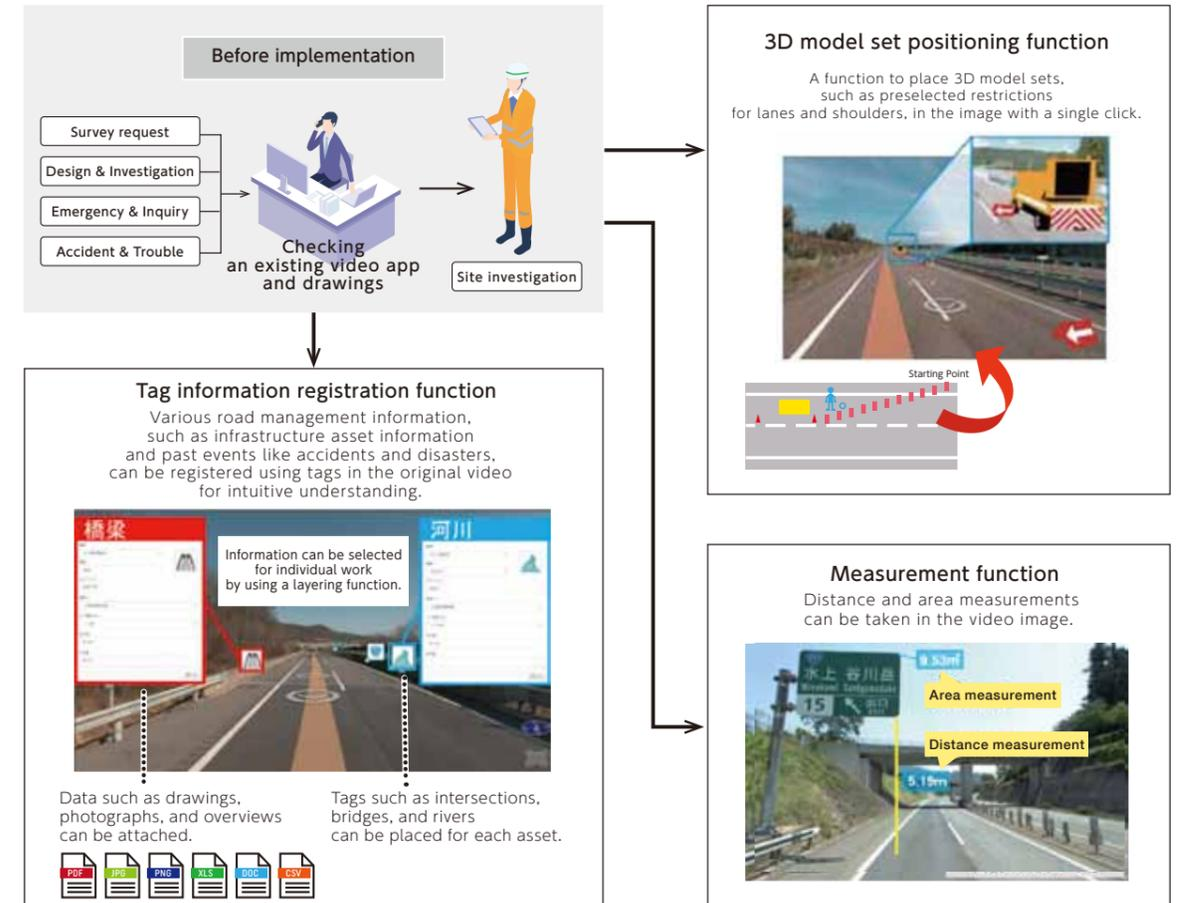 Before implementation
Survey request
Design & Investigation
Emergency & Inquiry
Accident & Trouble
Checking
an existing video app
and drawings
Site investigation
3D model set positioning function
A function to place 3D model sets,
such as preselected restrictions
for lanes and shoulders, in the image with a single click.
Starting Point
Tag information registration function
Various road management information,
such as infrastructure asset information
and past events like accidents and disasters,
can be registered using tags in the original video
for intuitive understanding.
橋梁
河川
Information can be selected
for individual work
by using a layering function.
Data such as drawings,
photographs, and overviews
can be attached.
Tags such as intersections,
bridges, and rivers
can be placed for each asset.
PDF
JPG
PNG
XLS
DOC
CSV
Measurement function
Distance and area measurements
can be taken in the video image.
水上 谷川岳
15 出口
Area measurement
Distance measurement
5.19m